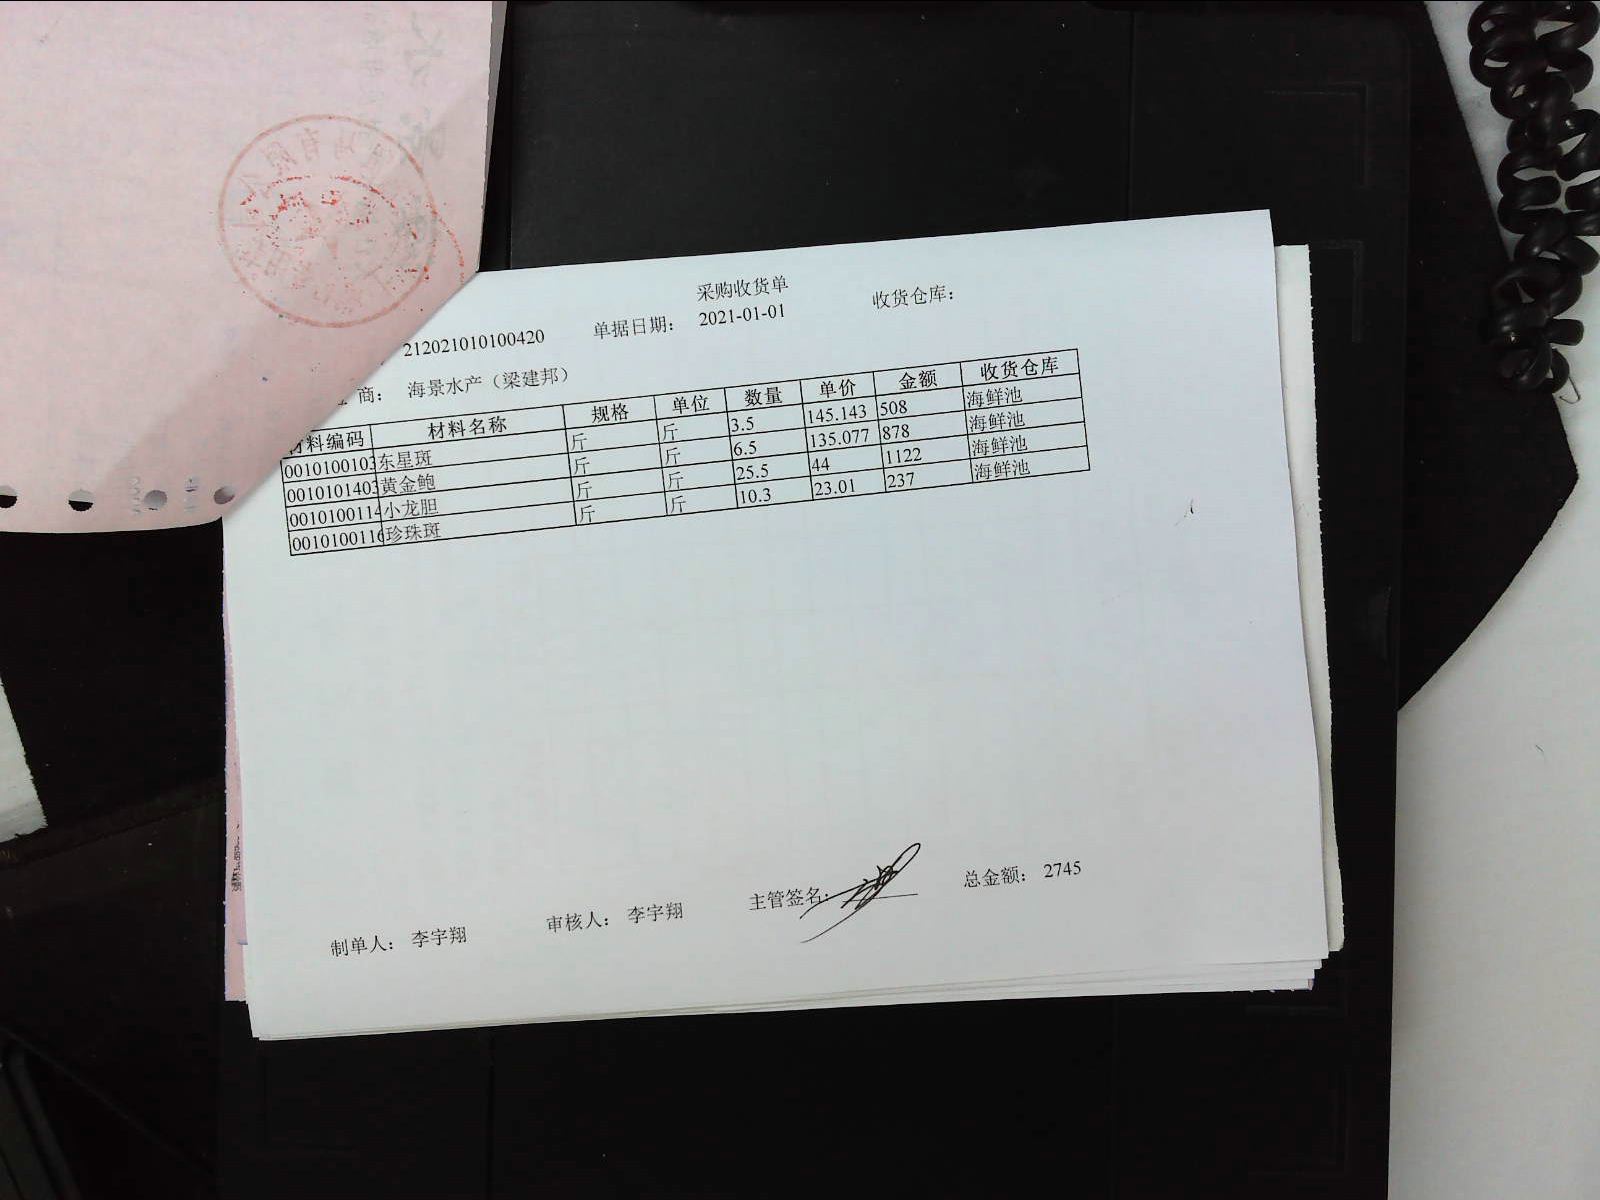 采购收货单
212021010100420 单据日期： 2021-01-01 收货仓库：
商： 海景水产（梁建邦）
材料编码 材料名称 规格 单位 数量 单价 金额 收货仓库
0010100103 东星斑 斤 斤 3.5 145.143 508 海鲜池
0010101403 黄金鲍 斤 斤 6.5 135.077 878 海鲜池
001010011 小龙胆 斤 斤 25.5 44 1122 海鲜池
001010011 珍珠斑 斤 斤 10.3 23.01 237 海鲜池
制单人： 李宇翔 审核人： 李宇翔 主管签名： 总金额： 2745